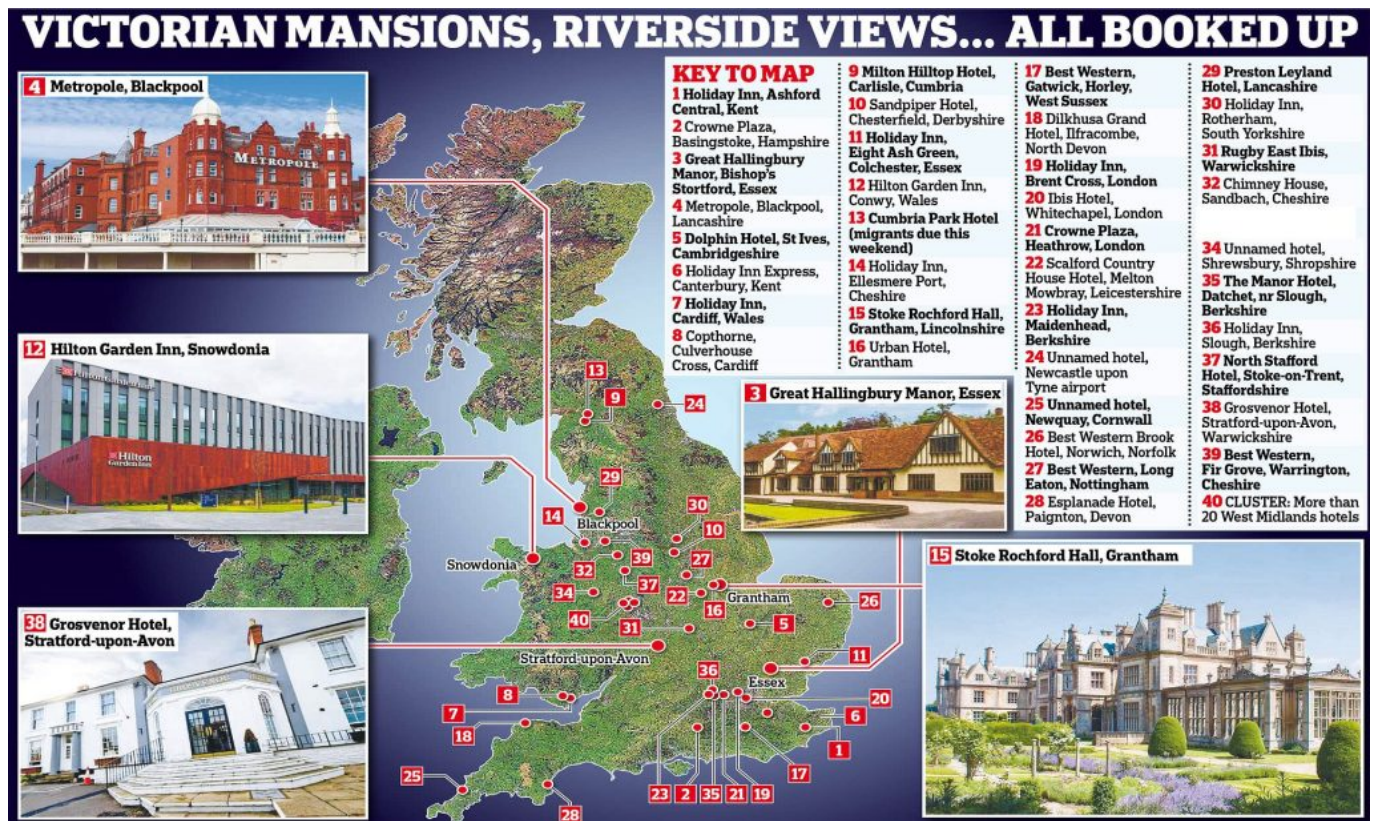 VICTORIAN MANSIONS, RIVERSIDE VIEWS... ALL BOOKED UP
4 Metropole, Blackpool
METROPOLE
12 Hilton Garden Inn, Snowdonia
Hilton Garden Inn
Hilton
Garden Inn
38 Grosvenor Hotel,
Stratford-upon-Avon
KEY TO MAP
1 Holiday Inn, Ashford
Central, Kent
2 Crowne Plaza,
Basingstoke, Hampshire
3 Great Hallingbury
Manor, Bishop's
Stortford, Essex
4 Metropole, Blackpool,
Lancashire
5 Dolphin Hotel, St Ives,
Cambridgeshire
6 Holiday Inn Express,
Canterbury, Kent
7 Holiday Inn,
Cardiff, Wales
8 Copthorne,
Culverhouse
Cross, Cardiff
9 Milton Hilltop Hotel,
Carlisle, Cumbria
10 Sandpiper Hotel,
Chesterfield, Derbyshire
11 Holiday Inn,
Eight Ash Green,
Colchester, Essex
12 Hilton Garden Inn,
Conwy, Wales
13 Cumbria Park Hotel
(migrants due this
weekend)
14 Holiday Inn,
Ellesmere Port,
Cheshire
15 Stoke Rochford Hall,
Grantham, Lincolnshire
16 Urban Hotel,
Grantham
17 Best Western,
Gatwick, Horley,
West Sussex
18 Dilkhusa Grand
Hotel, Ilfracombe,
North Devon
19 Holiday Inn,
Brent Cross, London
20 Ibis Hotel,
Whitechapel, London
21 Crowne Plaza,
Heathrow, London
22 Scalford Country
House Hotel, Melton
Mowbray, Leicestershire
23 Holiday Inn,
Maidenhead,
Berkshire
24 Unnamed hotel,
Newcastle upon
Tyne airport
25 Unnamed hotel,
Newquay, Cornwall
26 Best Western Brook
Hotel, Norwich, Norfolk
27 Best Western, Long
Eaton, Nottingham
28 Esplanade Hotel,
Paignton, Devon
29 Preston Leyland
Hotel, Lancashire
30 Holiday Inn,
Rotherham,
South Yorkshire
31 Rugby East Ibis,
Warwickshire
32 Chimney House,
Sandbach, Cheshire
34 Unnamed hotel,
Shrewsbury, Shropshire
35 The Manor Hotel,
Datchet, nr Slough,
Berkshire
36 Holiday Inn,
Slough, Berkshire
37 North Stafford
Hotel, Stoke-on-Trent,
Staffordshire
38 Grosvenor Hotel,
Stratford-upon-Avon,
Warwickshire
39 Best Western,
Fir Grove, Warrington,
Cheshire
40 CLUSTER: More than
20 West Midlands hotels
3 Great Hallingbury Manor, Essex
15 Stoke Rochford Hall, Grantham
13
9
24
29
Blackpool
14
30
10
Snowdonia
32
39
27
37
34
22
16
Grantham
26
40
31
5
Stratford-upon-Avon
11
36
Essex
8
20
7
6
18
1
17
25
23
2
35
21
19
28